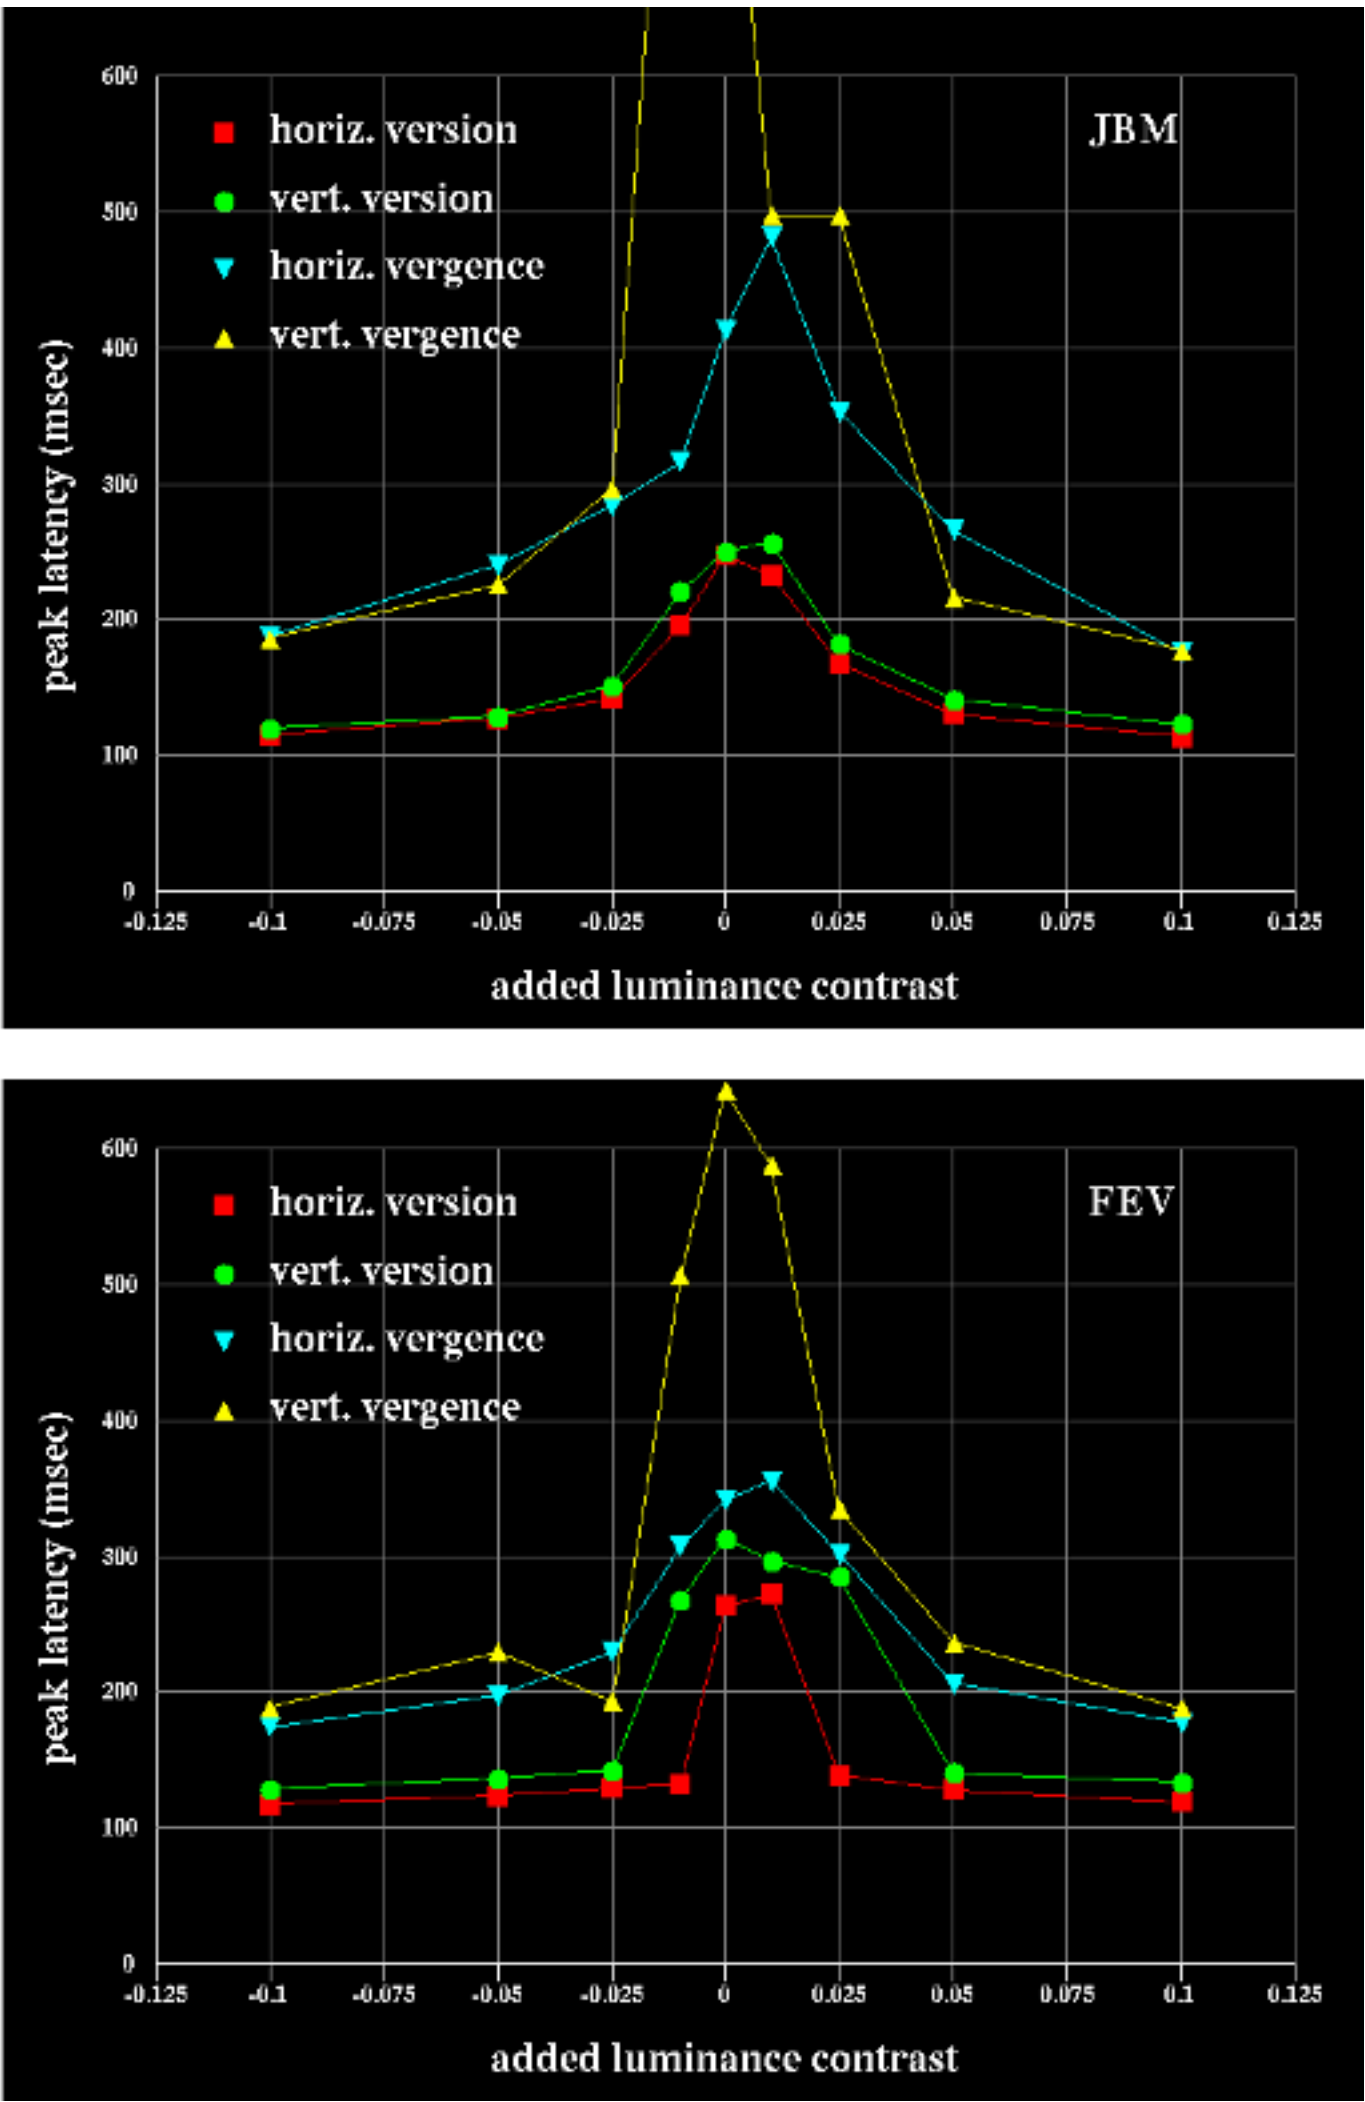 600
horiz. version
JBM
vert. version
500
horiz. vergence
vert. vergence
400
peak latency (msec)
300
200
100
0
-0.125 -0.1 -0.075 -0.05 -0.025 0 0.025 0.05 0.075 0.1 0.125
added luminance contrast
600
horiz. version
FEV
vert. version
500
horiz. vergence
vert. vergence
400
peak latency (msec)
300
200
100
0
-0.125 -0.1 -0.075 -0.05 -0.025 0 0.025 0.05 0.075 0.1 0.125
added luminance contrast